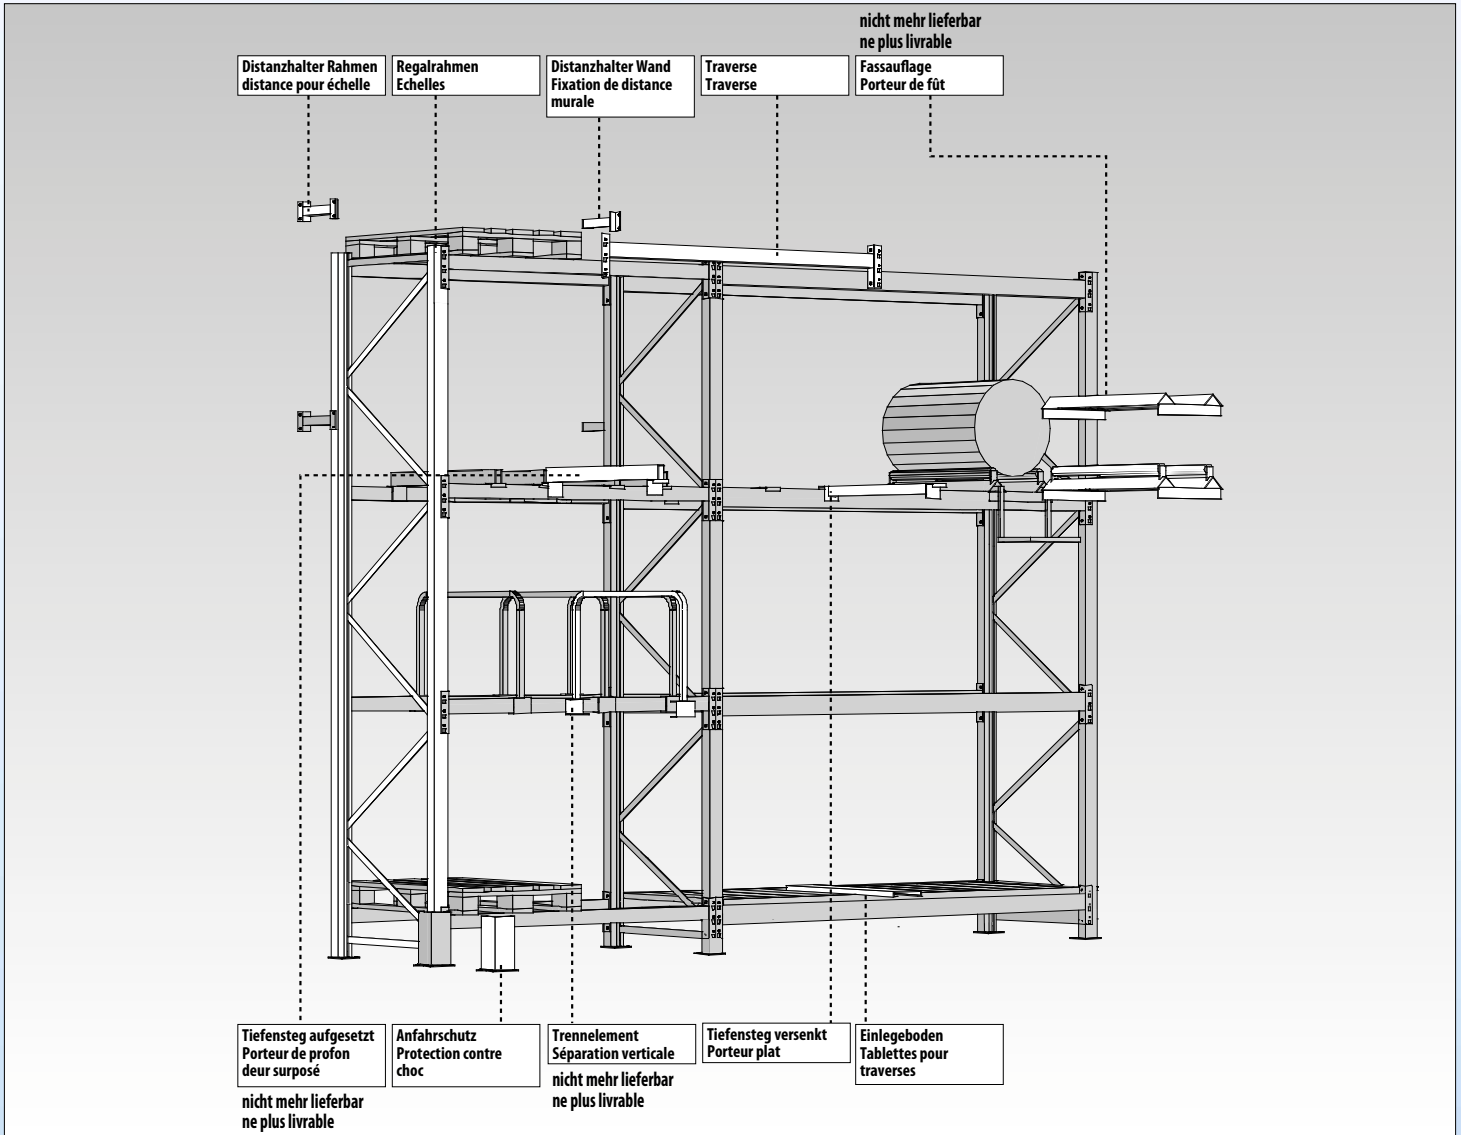 nicht mehr lieferbar
ne plus livrable
Distanzhalter Rahmen
distance pour échelle
Regalrahmen
Echelles
Distanzhalter Wand
Fixation de distance
murale
Traverse
Traverse
Fassauflage
Porteur de fût
Tiefensteg aufgesetzt
Porteur de profon
deur surposé
nicht mehr lieferbar
ne plus livrable
Anfahrschutz
Protection contre
choc
Trennelement
Séparation verticale
nicht mehr lieferbar
ne plus livrable
Tiefensteg versenkt
Porteur plat
Einlegeboden
Tablettes pour
traverses